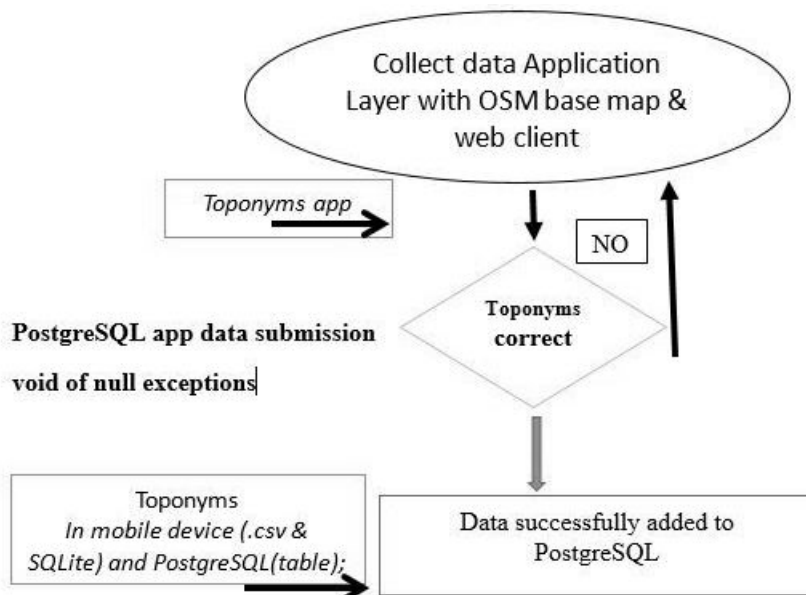 Collect data Application
Layer with OSM base map &
web client
Toponyms app
NO
Toponyms
correct
PostgreSQL app data submission
void of null exceptions
Toponyms
In mobile device (.csv &
SQLite) and PostgreSQL(table);
Data successfully added to
PostgreSQL